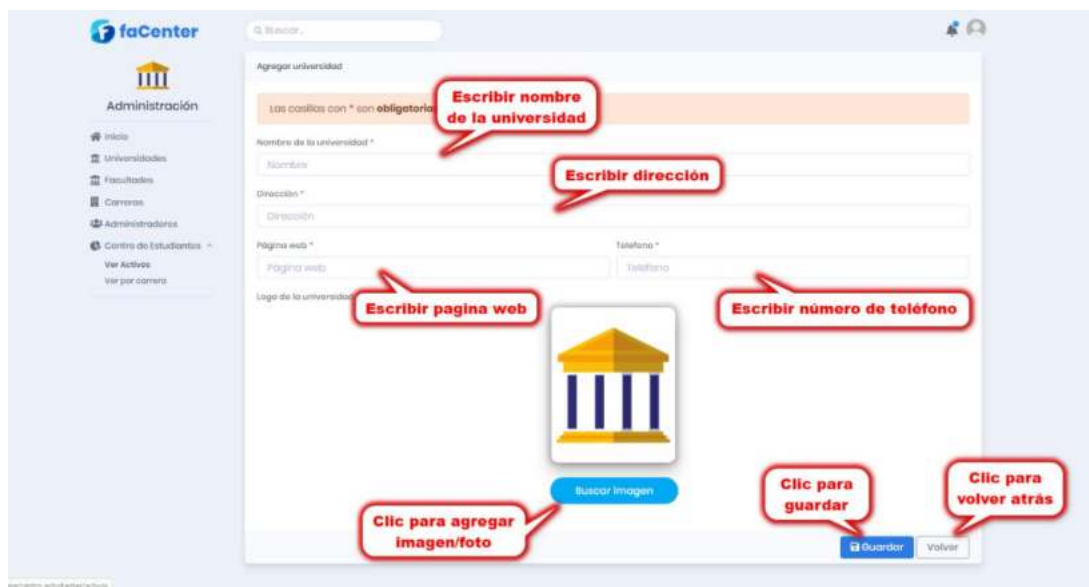 faCenter
Buscar..
Administración
Inicio
Universidades
Facultades
Carreras
Administradores
Centro de Estudiantes
Ver Activos
Ver por carrera
Agregar universidad
Las casillas con * son obligatoria
Escribir nombre
de la universidad
Nombre de la universidad *
Nombre
Escribir dirección
Dirección *
Dirección
Página web *
Teléfono *
Página web
Teléfono
Logo de la universidad
Escribir pagina web
Escribir número de teléfono
Buscar imagen
Clic para agregar
imagen/foto
Clic para
guardar
Clic para
volver atrás
Guardar
Volver